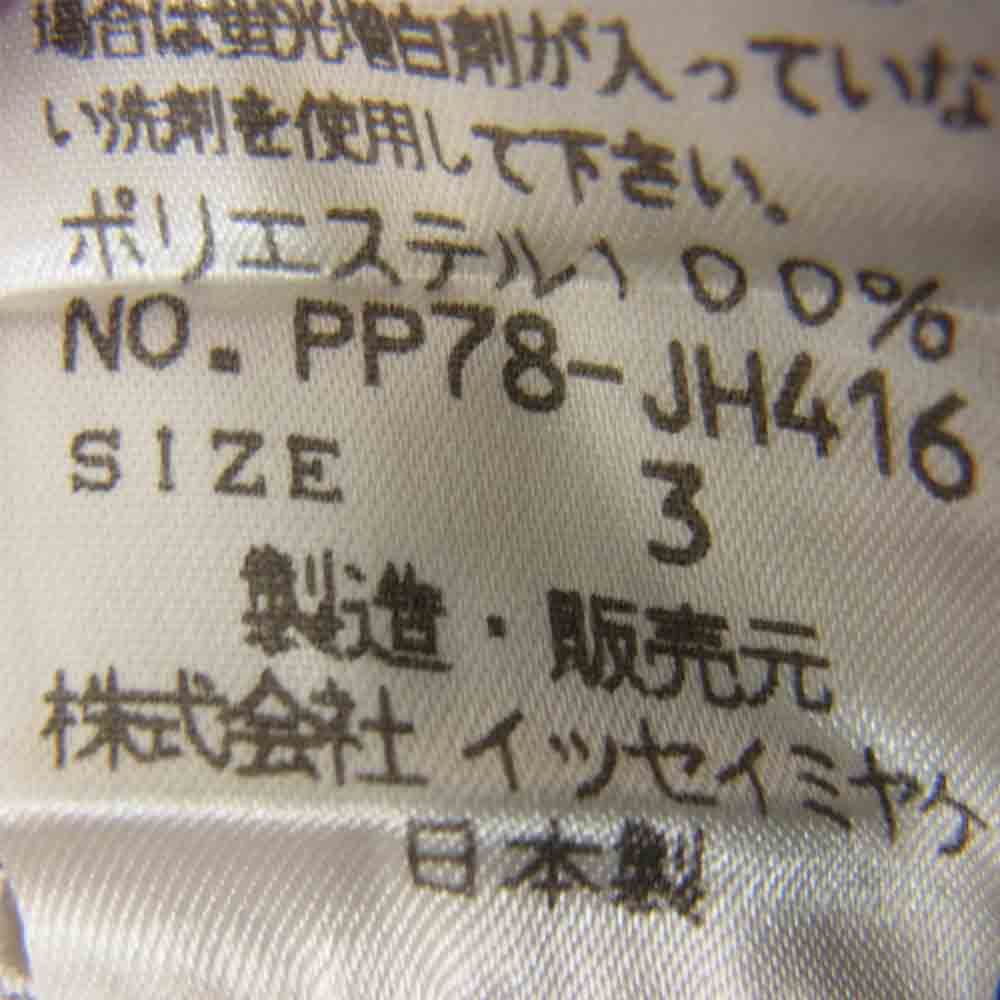 場合は蛍光増白剤が入っていな
い洗剤を使用して下さい。
ポリエステル100%
NO. PP78-JH416
SIZE 3
製造・販売元
株式会社 イッセイミヤケ
日本製